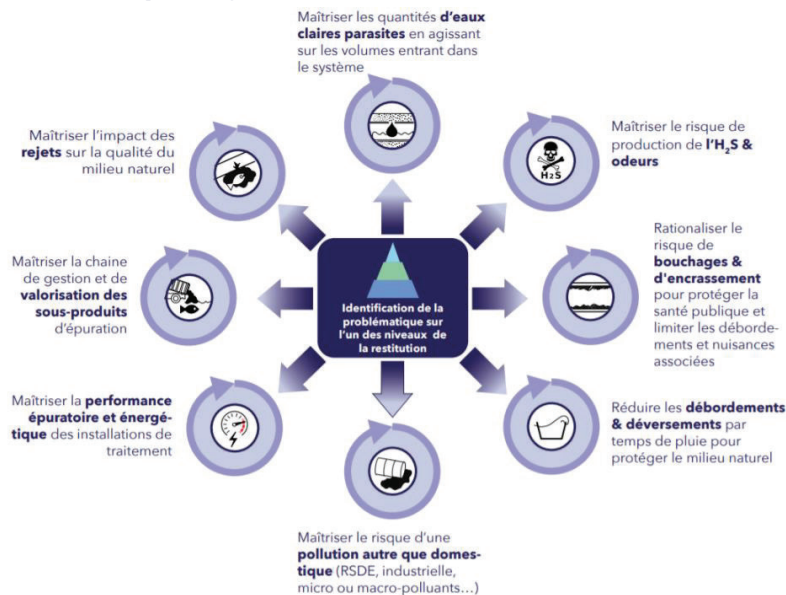 Maîtriser les quantités d'eaux
claires parasites en agissant
sur les volumes entrant dans
le système
Maîtriser l'impact des
rejets sur la qualité du
milieu naturel
Maîtriser le risque de
production de l'H₂S &
odeurs
H2S
Maîtriser la chaine
de gestion et de
valorisation des
sous-produits
d'épuration
Identification de la
problématique sur
l'un des niveaux de
la restitution
Rationaliser le
risque de
bouchages &
d'encrassement
pour protéger la
santé publique et
limiter les déborde-
ments et nuisances
associées
Maîtriser la performance
épuratoire et énergé-
tique des installations de
traitement
Réduire les débordements
& déversements par
temps de pluie pour
protéger le milieu naturel
Maîtriser le risque d'une
pollution autre que domes-
tique (RSDE, industrielle,
micro ou macro-polluants...)